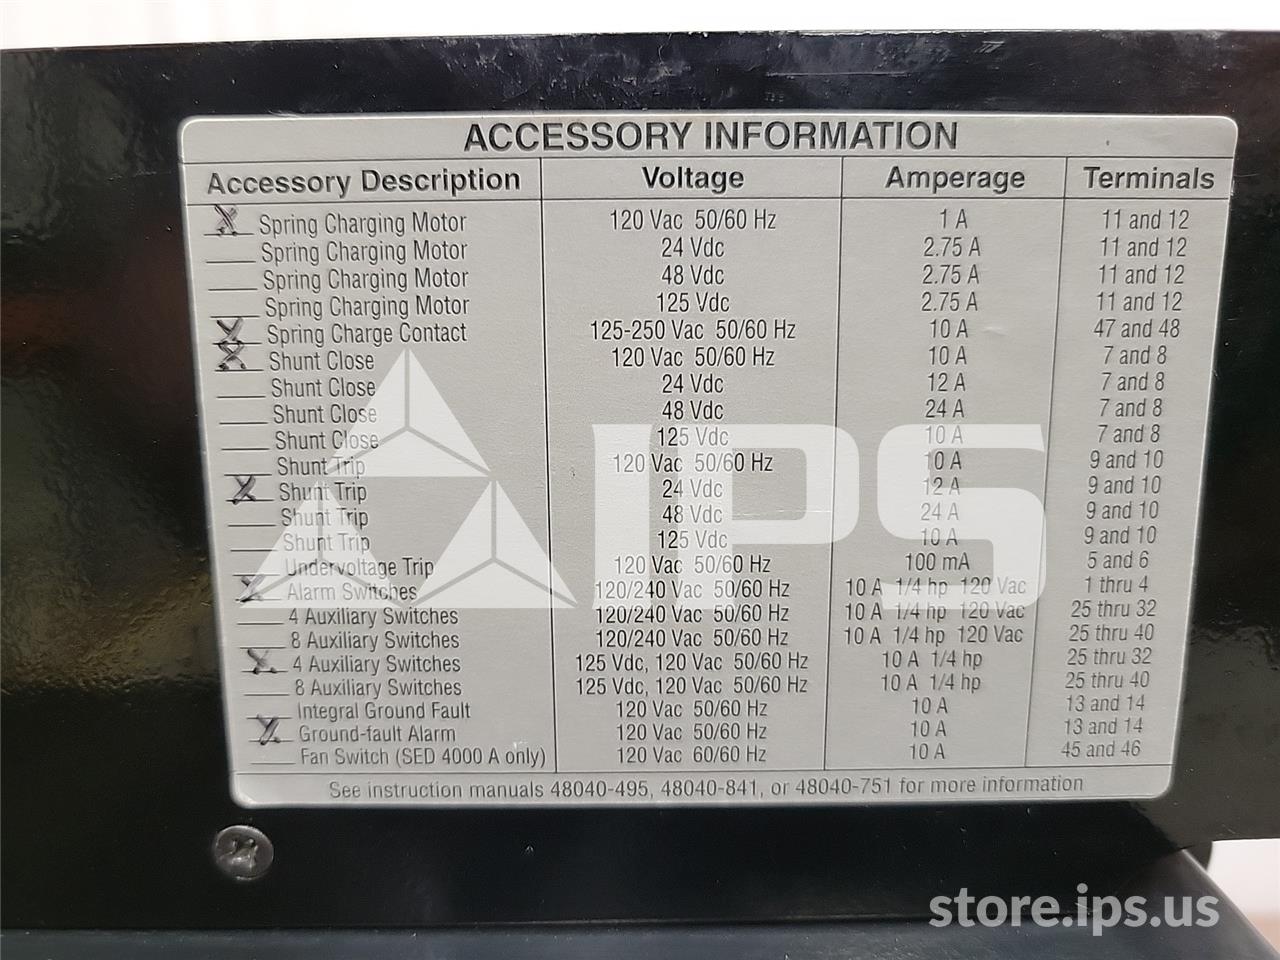 ACCESSORY INFORMATION
Accessory Description Voltage Amperage Terminals
X Spring Charging Motor 120 Vac 50/60 Hz 1 A 11 and 12
___ Spring Charging Motor 24 Vdc 2.75 A 11 and 12
___ Spring Charging Motor 48 Vdc 2.75 A 11 and 12
___ Spring Charging Motor 125 Vdc 2.75 A 11 and 12
X Spring Charge Contact 125-250 Vac 50/60 Hz 10 A 47 and 48
X Shunt Close 120 Vac 50/60 Hz 10 A 7 and 8
___ Shunt Close 24 Vdc 12 A 7 and 8
___ Shunt Close 48 Vdc 24 A 7 and 8
___ Shunt Close 125 Vdc 10 A 7 and 8
___ Shunt Trip 120 Vac 50/60 Hz 10 A 9 and 10
X Shunt Trip 24 Vdc 12 A 9 and 10
___ Shunt Trip 48 Vdc 24 A 9 and 10
___ Shunt Trip 125 Vdc 10 A 9 and 10
___ Undervoltage Trip 120 Vac 50/60 Hz 100 mA 5 and 6
X Alarm Switches 120/240 Vac 50/60 Hz 10 A 1/4 hp 120 Vac 1 thru 4
___ 4 Auxiliary Switches 120/240 Vac 50/60 Hz 10 A 1/4 hp 120 Vac 25 thru 32
___ 8 Auxiliary Switches 120/240 Vac 50/60 Hz 10 A 1/4 hp 120 Vac 25 thru 40
X 4 Auxiliary Switches 125 Vdc, 120 Vac 50/60 Hz 10 A 1/4 hp 25 thru 32
___ 8 Auxiliary Switches 125 Vdc, 120 Vac 50/60 Hz 10 A 1/4 hp 25 thru 40
___ Integral Ground Fault 120 Vac 50/60 Hz 10 A 13 and 14
X Ground-fault Alarm 120 Vac 50/60 Hz 10 A 13 and 14
___ Fan Switch (SED 4000 A only) 120 Vac 60/60 Hz 10 A 45 and 46
See instruction manuals 48040-495, 48040-841, or 48040-751 for more information
IPS
store.ips.us